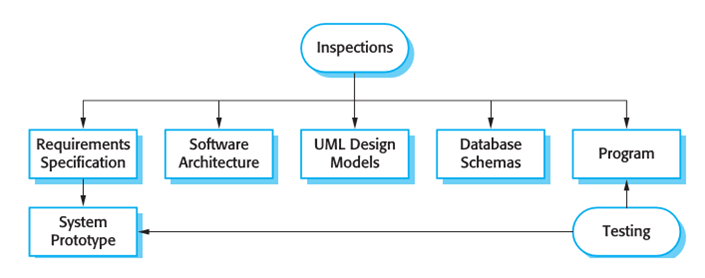 Inspections
Requirements
Specification
Software
Architecture
UML Design
Models
Database
Schemas
Program
System
Prototype
Testing